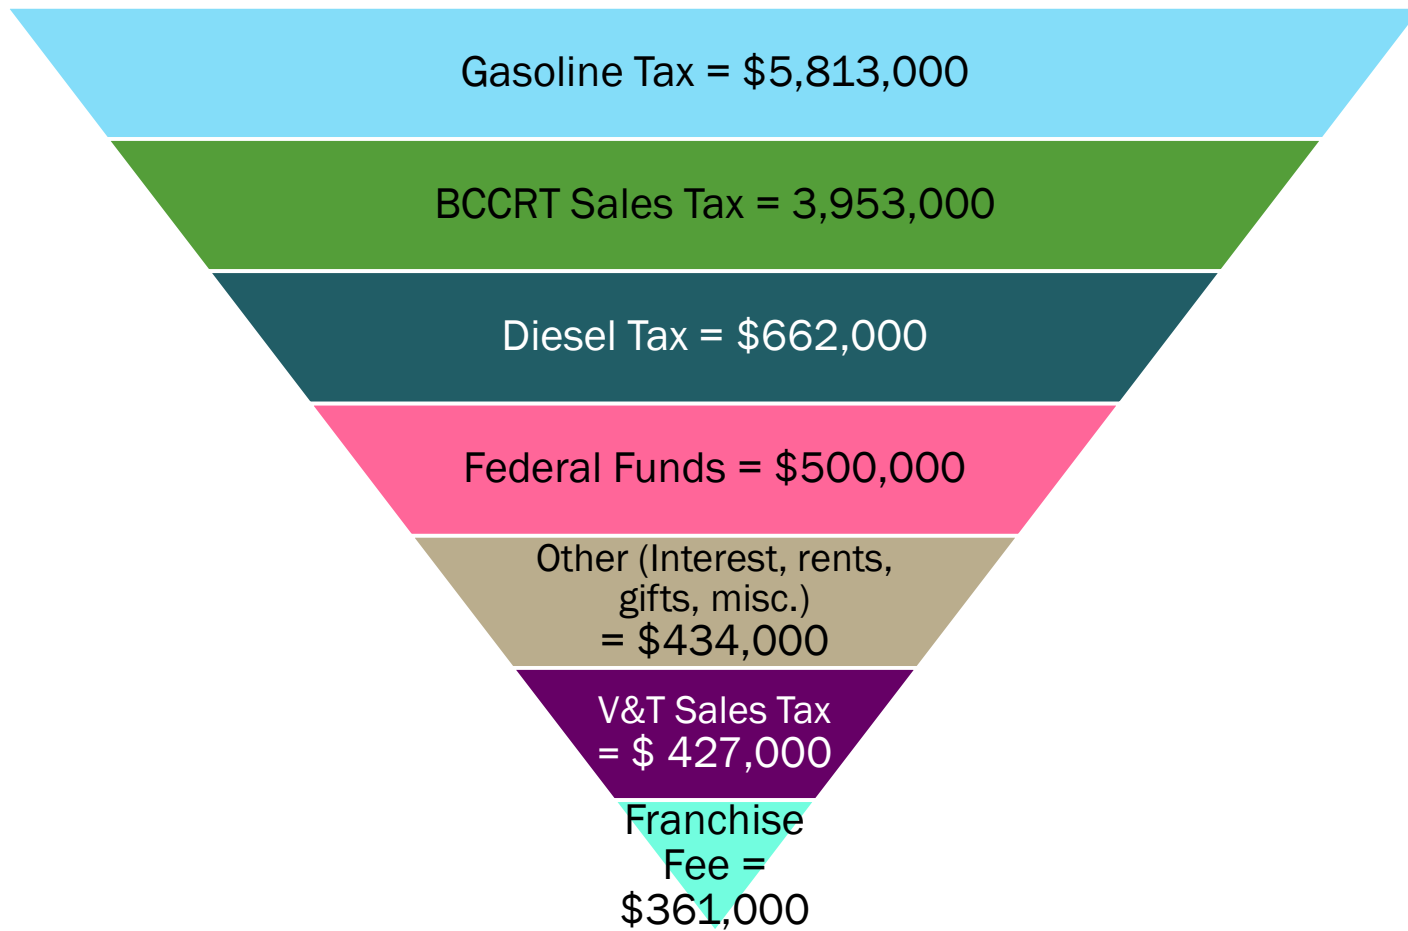 Gasoline Tax = $5,813,000
BCCRT Sales Tax = 3,953,000
Diesel Tax = $662,000
Federal Funds = $500,000
Other (Interest, rents,
gifts, misc.)
= $434,000
V&T Sales Tax
= $ 427,000
Franchise
Fee =
$361,000